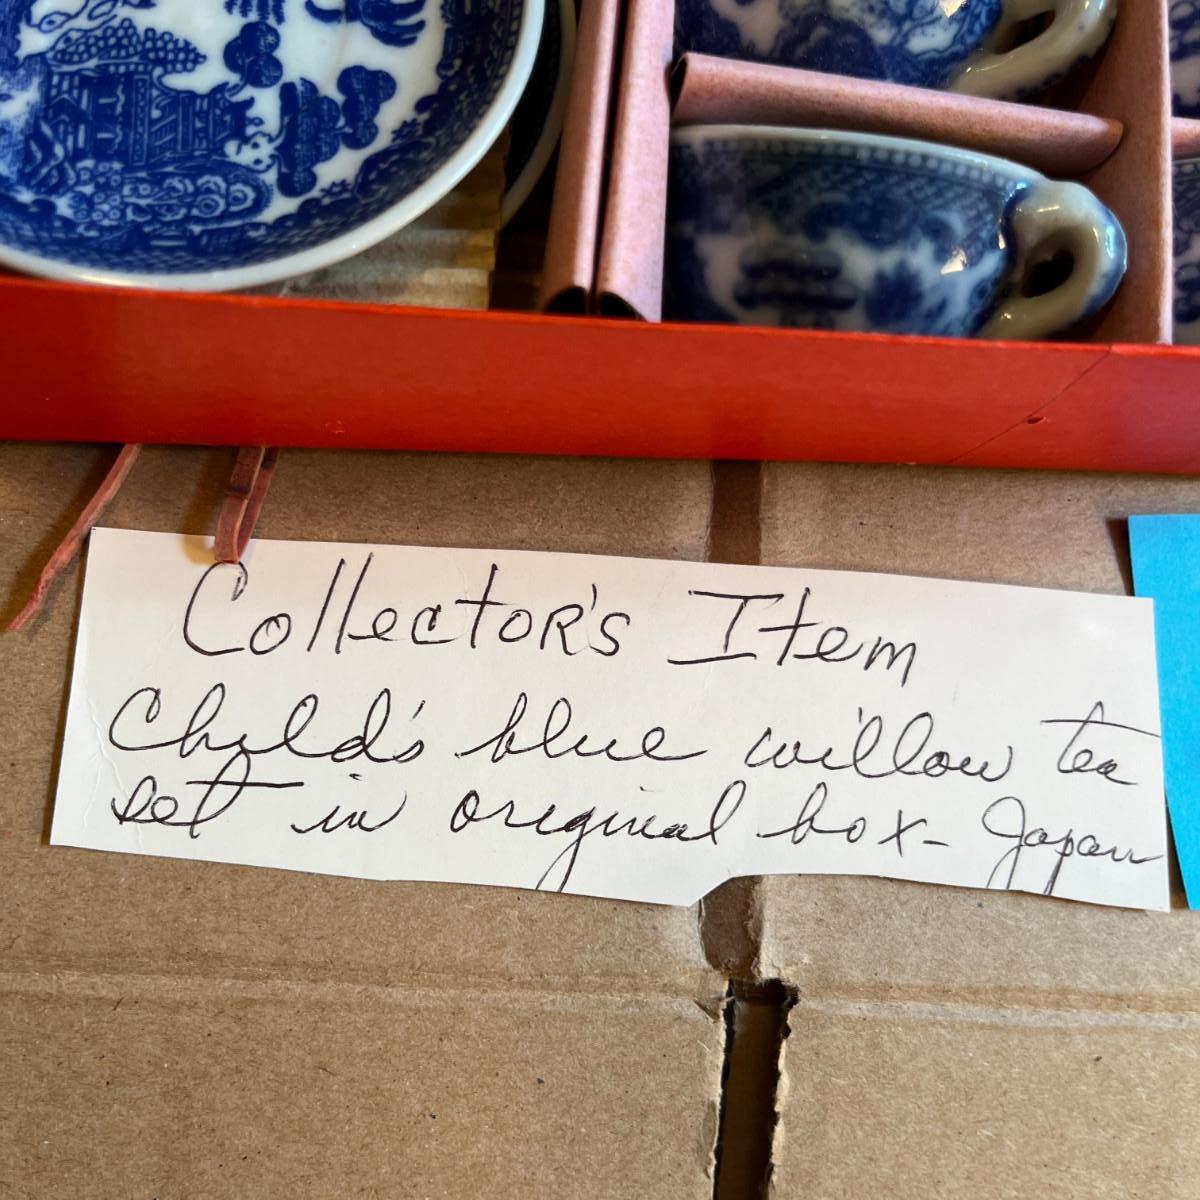 Collector's Item
Child's blue willow tea
set in original box- Japan